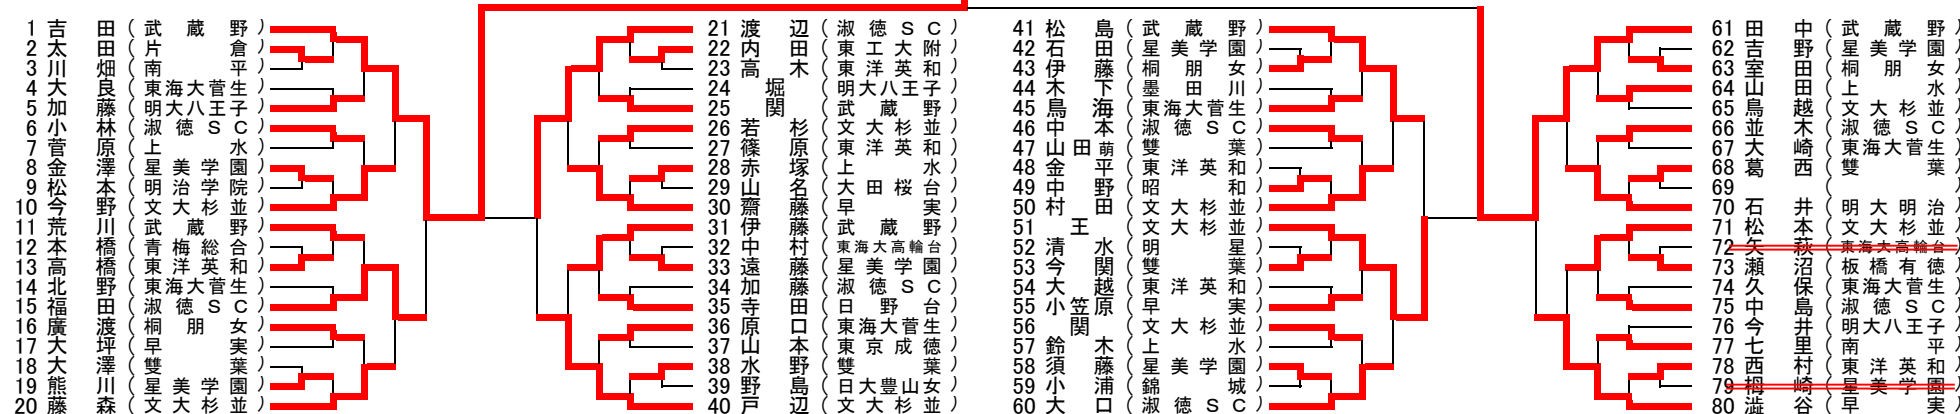 1 吉田 (武蔵野)
2 太田 (片倉)
3 川畑 (南平)
4 大良 (東海大菅生)
5 加藤 (明大八王子)
6 小林 (淑徳SC)
7 菅原 (上水)
8 金澤 (星美学園)
9 松本 (明治学院)
10 今野 (文大杉並)
11 荒川 (武蔵野)
12 本橋 (青梅総合)
13 高橋 (東洋英和)
14 北野 (東海大菅生)
15 福田 (淑徳SC)
16 廣渡 (桐朋女)
17 大坪 (早実)
18 大澤 (雙葉)
19 熊川 (星美学園)
20 藤森 (文大杉並)
21 渡辺 (淑徳SC)
22 内田 (東工大附)
23 高木 (東洋英和)
24 堀 (明大八王子)
25 関 (武蔵野)
26 若杉 (文大杉並)
27 篠原 (東洋英和)
28 赤塚 (上水)
29 山名 (大田桜台)
30 齋藤 (早実)
31 伊藤 (武蔵野)
32 中村 (東海大高輪台)
33 遠藤 (星美学園)
34 加藤 (淑徳SC)
35 寺田 (日野台)
36 原口 (東海大菅生)
37 山本 (東京成徳)
38 水野 (雙葉)
39 野島 (日大豊山女)
40 戸辺 (文大杉並)
41 松島 (武蔵野)
42 石田 (星美学園)
43 伊藤 (桐朋女)
44 木下 (墨田川)
45 鳥海 (東海大菅生)
46 中本 (淑徳SC)
47 山田萌 (雙葉)
48 金平 (東洋英和)
49 中野 (昭和)
50 村田 (文大杉並)
51 王 (文大杉並)
52 清水 (明星)
53 今関 (雙葉)
54 大越 (東洋英和)
55 小笠原 (早実)
56 関 (文大杉並)
57 鈴木 (上水)
58 須藤 (星美学園)
59 小浦 (錦城)
60 大口 (淑徳SC)
61 田中 (武蔵野)
62 吉野 (星美学園)
63 室田 (桐朋女)
64 山田 (上水)
65 鳥越 (文大杉並)
66 並木 (淑徳SC)
67 大崎 (東海大菅生)
68 葛西 (雙葉)
69 ( )
70 石井 (明大明治)
71 松本 (文大杉並)
72 矢萩 (東海大高輪台)
73 瀬沼 (板橋有徳)
74 久保 (東海大菅生)
75 中島 (淑徳SC)
76 今井 (明大八王子)
77 七里 (南平)
78 西村 (東洋英和)
79 栂崎 (星美学園)
80 澁谷 (早実)